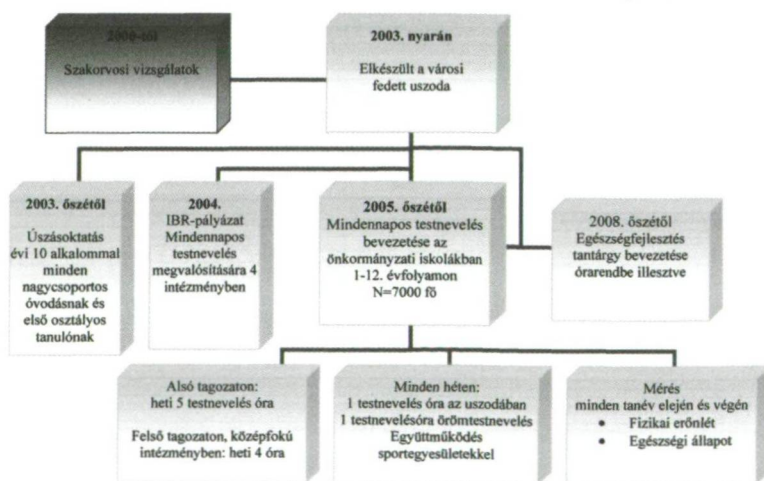 2000-től
Szakorvosi vizsgálatok
2003. nyarán
Elkészült a városi
fedett uszoda
2003. őszétől
Úszásoktatás
évi 10 alkalommal
minden
nagycsoportos
óvodásnak és
első osztályos
tanulónak
2004.
IBR-pályázat
Mindennapos
testnevelés
megvalósítására 4
intézményben
2005. őszétől
Mindennapos testnevelés
bevezetése az
önkormányzati iskolákban
1-12. évfolyamon
N=7000 fő
2008. őszétől
Egészségfejlesztés
tantárgy bevezetése
órarendbe illesztve
Alsó tagozaton:
heti 5 testnevelés óra
Felső tagozaton, középfokú
intézményben: heti 4 óra
Minden héten:
1 testnevelés óra az uszodában
1 testnevelésóra örömtestnevelés
Együttműködés
sportegyesületekkel
Mérés
minden tanév elején és végén
• Fizikai erőnlét
• Egészségi állapot